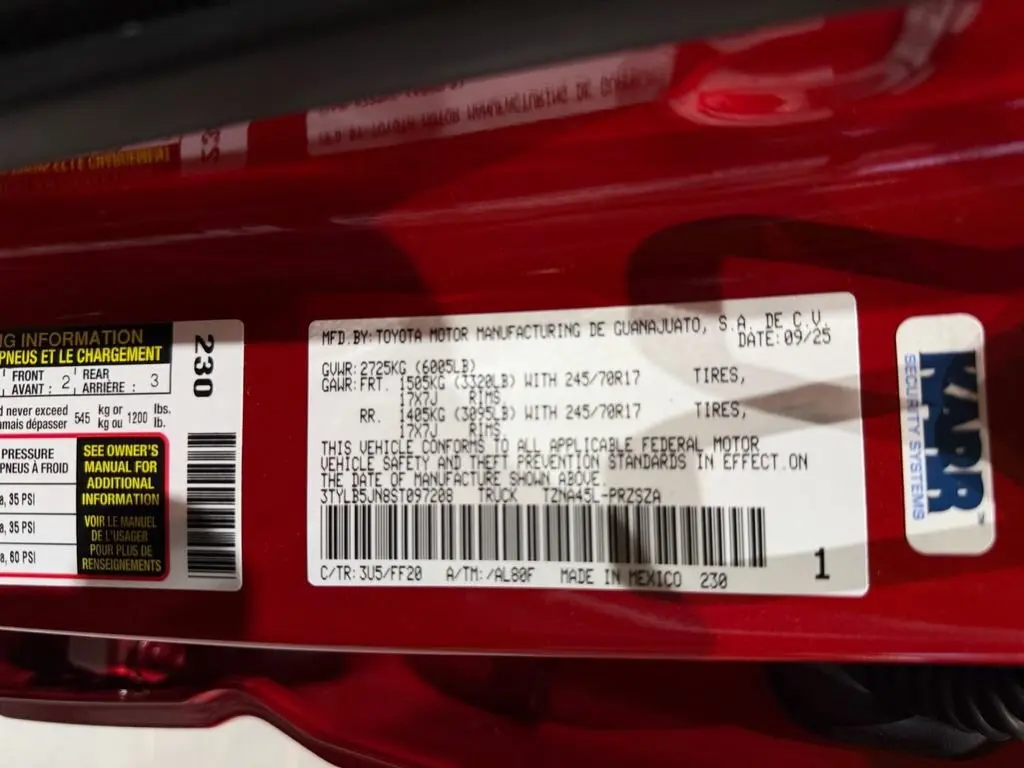 NG INFORMATION
PNEUS ET LE CHARGEMENT
FRONT AVANT : 2 REAR ARRIÈRE : 3
d never exceed 545 kg or 1200 lbs.
amais dépasser kg ou lb.
PRESSURE
PNEUS À FROID
a, 35 PSI
a, 35 PSI
a, 60 PSI
SEE OWNER'S
MANUAL FOR
ADDITIONAL
INFORMATION
VOIR LE MANUEL
DE L'USAGER
POUR PLUS DE
RENSEIGNEMENTS
230
MFD. BY: TOYOTA MOTOR MANUFACTURING DE GUANAJUATO, S.A. DE C.V.
DATE: 09/25
GVWR: 2725KG (6005LB)
GAWR: FRT. 1505KG (3320LB) WITH 245/70R17 TIRES,
17X7J RIMS
RR. 1405KG (3095LB) WITH 245/70R17 TIRES,
17X7J RIMS
THIS VEHICLE CONFORMS TO ALL APPLICABLE FEDERAL MOTOR
VEHICLE SAFETY AND THEFT PREVENTION STANDARDS IN EFFECT ON
THE DATE OF MANUFACTURE SHOWN ABOVE.
3TYLB5JN8ST097208 TRUCK TZNA45L-PRZSZA
C/TR: 3U5/FF20 A/TM: /AL80F MADE IN MEXICO 230
1
KARR
SECURITY SYSTEMS